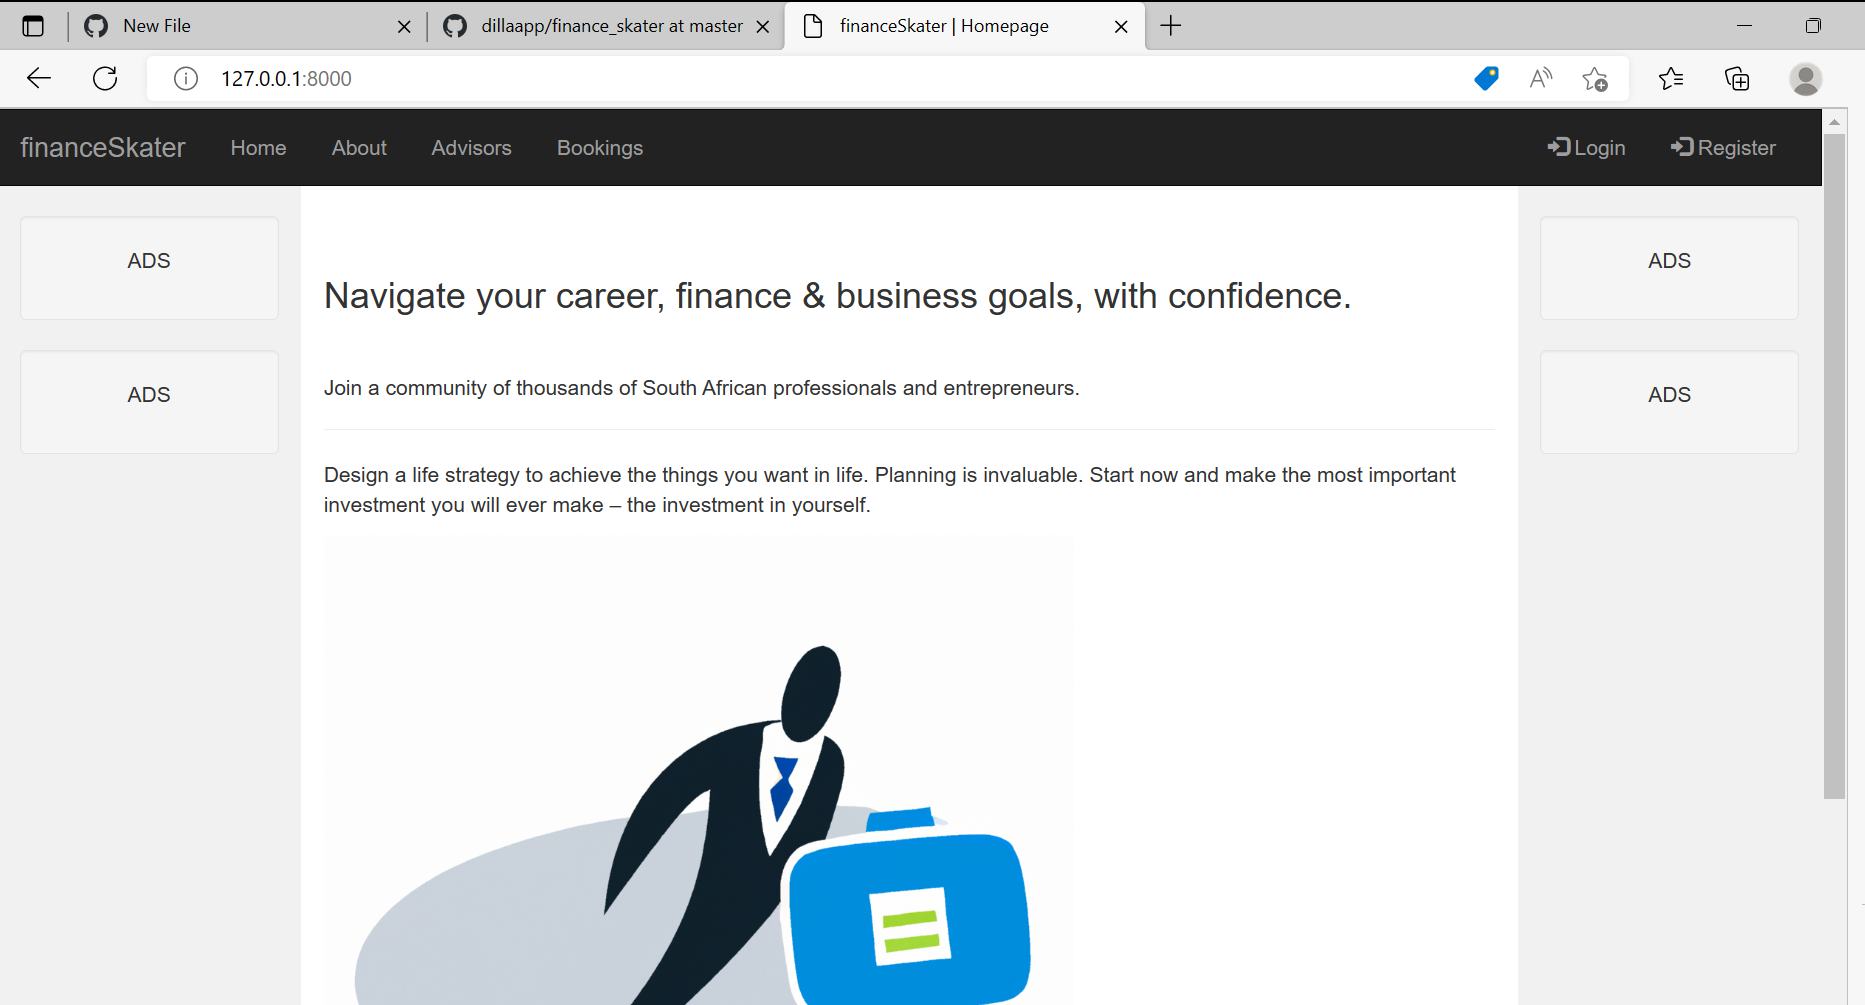 New File
dillaapp/finance_skater at master
financeSkater | Homepage
127.0.0.1:8000
financeSkater Home About Advisors Bookings Login Register
ADS
ADS
Navigate your career, finance & business goals, with confidence.
Join a community of thousands of South African professionals and entrepreneurs.
Design a life strategy to achieve the things you want in life. Planning is invaluable. Start now and make the most important
investment you will ever make – the investment in yourself.
ADS
ADS